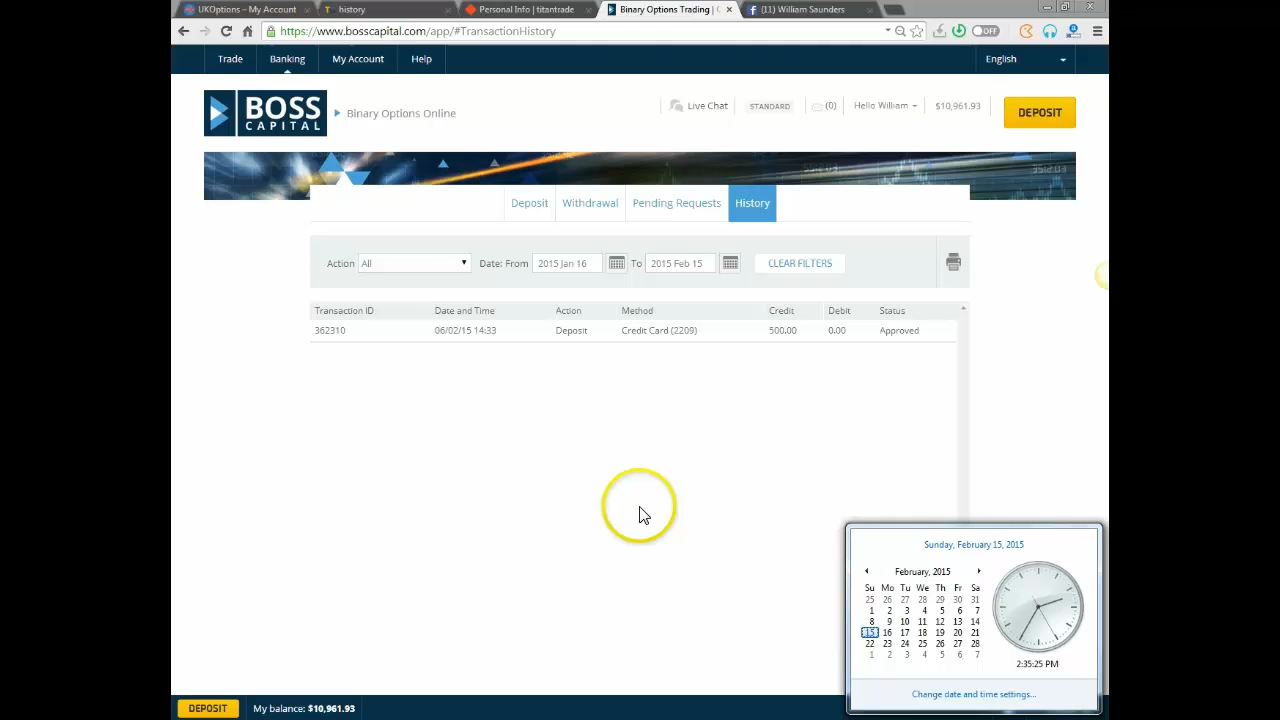 UKOptions – My Account
history
Personal Info | titantrade
Binary Options Trading |
(11) William Saunders
https://www.bosscapital.com/app/#TransactionHistory
OFF
Trade Banking My Account Help English
BOSS CAPITAL
Binary Options Online
Live Chat STANDARD (0) Hello William $10,961.93 DEPOSIT
Deposit Withdrawal Pending Requests History
Action All Date: From 2015 Jan 16 To 2015 Feb 15 CLEAR FILTERS
Transaction ID Date and Time Action Method Credit Debit Status
362310 06/02/15 14:33 Deposit Credit Card (2209) 500.00 0.00 Approved
Sunday, February 15, 2015
February, 2015
Su Mo Tu We Th Fr Sa
25 26 27 28 29 30 31
1 2 3 4 5 6 7
8 9 10 11 12 13 14
15 16 17 18 19 20 21
22 23 24 25 26 27 28
1 2 3 4 5 6 7
2:35:25 PM
Change date and time settings...
DEPOSIT My balance: $10,961.93